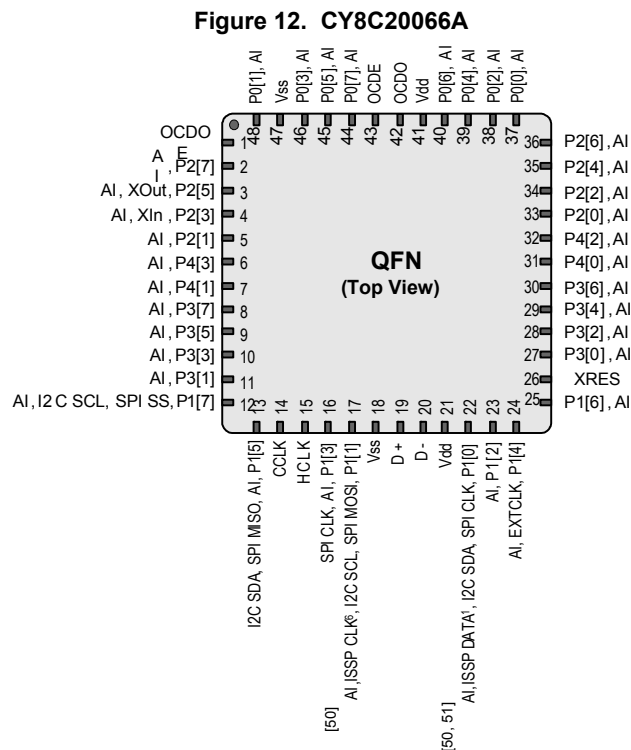 Figure 12. CY8C20066A
P0[1], AI
Vss
P0[3], AI
P0[5], AI
P0[7], AI
OCDE
OCDO
Vdd
P0[6], AI
P0[4], AI
P0[2], AI
P0[0], AI
48
47
46
45
44
43
42
41
40
39
38
37
OCDO
1
A E
I , P2[7]
2
AI, XOut, P2[5]
3
AI, XIn , P2[3]
4
AI , P2[1]
5
AI , P4[3]
6
AI , P4[1]
7
AI , P3[7]
8
AI , P3[5]
9
AI , P3[3]
10
AI , P3[1]
11
AI, I2 C SCL, SPI SS, P1[7]
12
QFN
(Top View)
36 P2[6] , AI
35 P2[4] , AI
34 P2[2] , AI
33 P2[0] , AI
32 P4[2] , AI
31 P4[0] , AI
30 P3[6] , AI
29 P3[4] , AI
28 P3[2] , AI
27 P3[0] , AI
26 XRES
25 P1[6] , AI
13
14
15
16
17
18
19
20
21
22
23
24
I2C SDA, SPI MISO, AI, P1[5]
CCLK
HCLK
SPI CLK, AI, P1[3]
AI, ISSP CLK⁶, I2C SCL, SPI MOSI, P1[1]
Vss
D +
D -
Vdd
AI, ISSP DATA¹, I2C SDA, SPI CLK, P1[0]
AI, P1[2]
AI, EXTCLK, P1[4]
[50]
[50, 51]